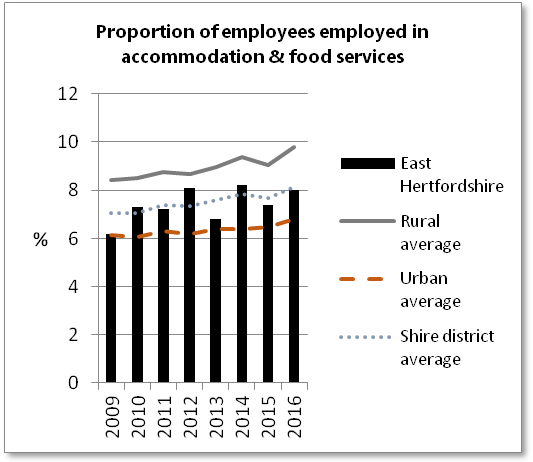 Proportion of employees employed in
accommodation & food services
12
10
8
6
4
2
0
%
2009
2010
2011
2012
2013
2014
2015
2016
East
Hertfordshire
Rural
average
Urban
average
Shire district
average